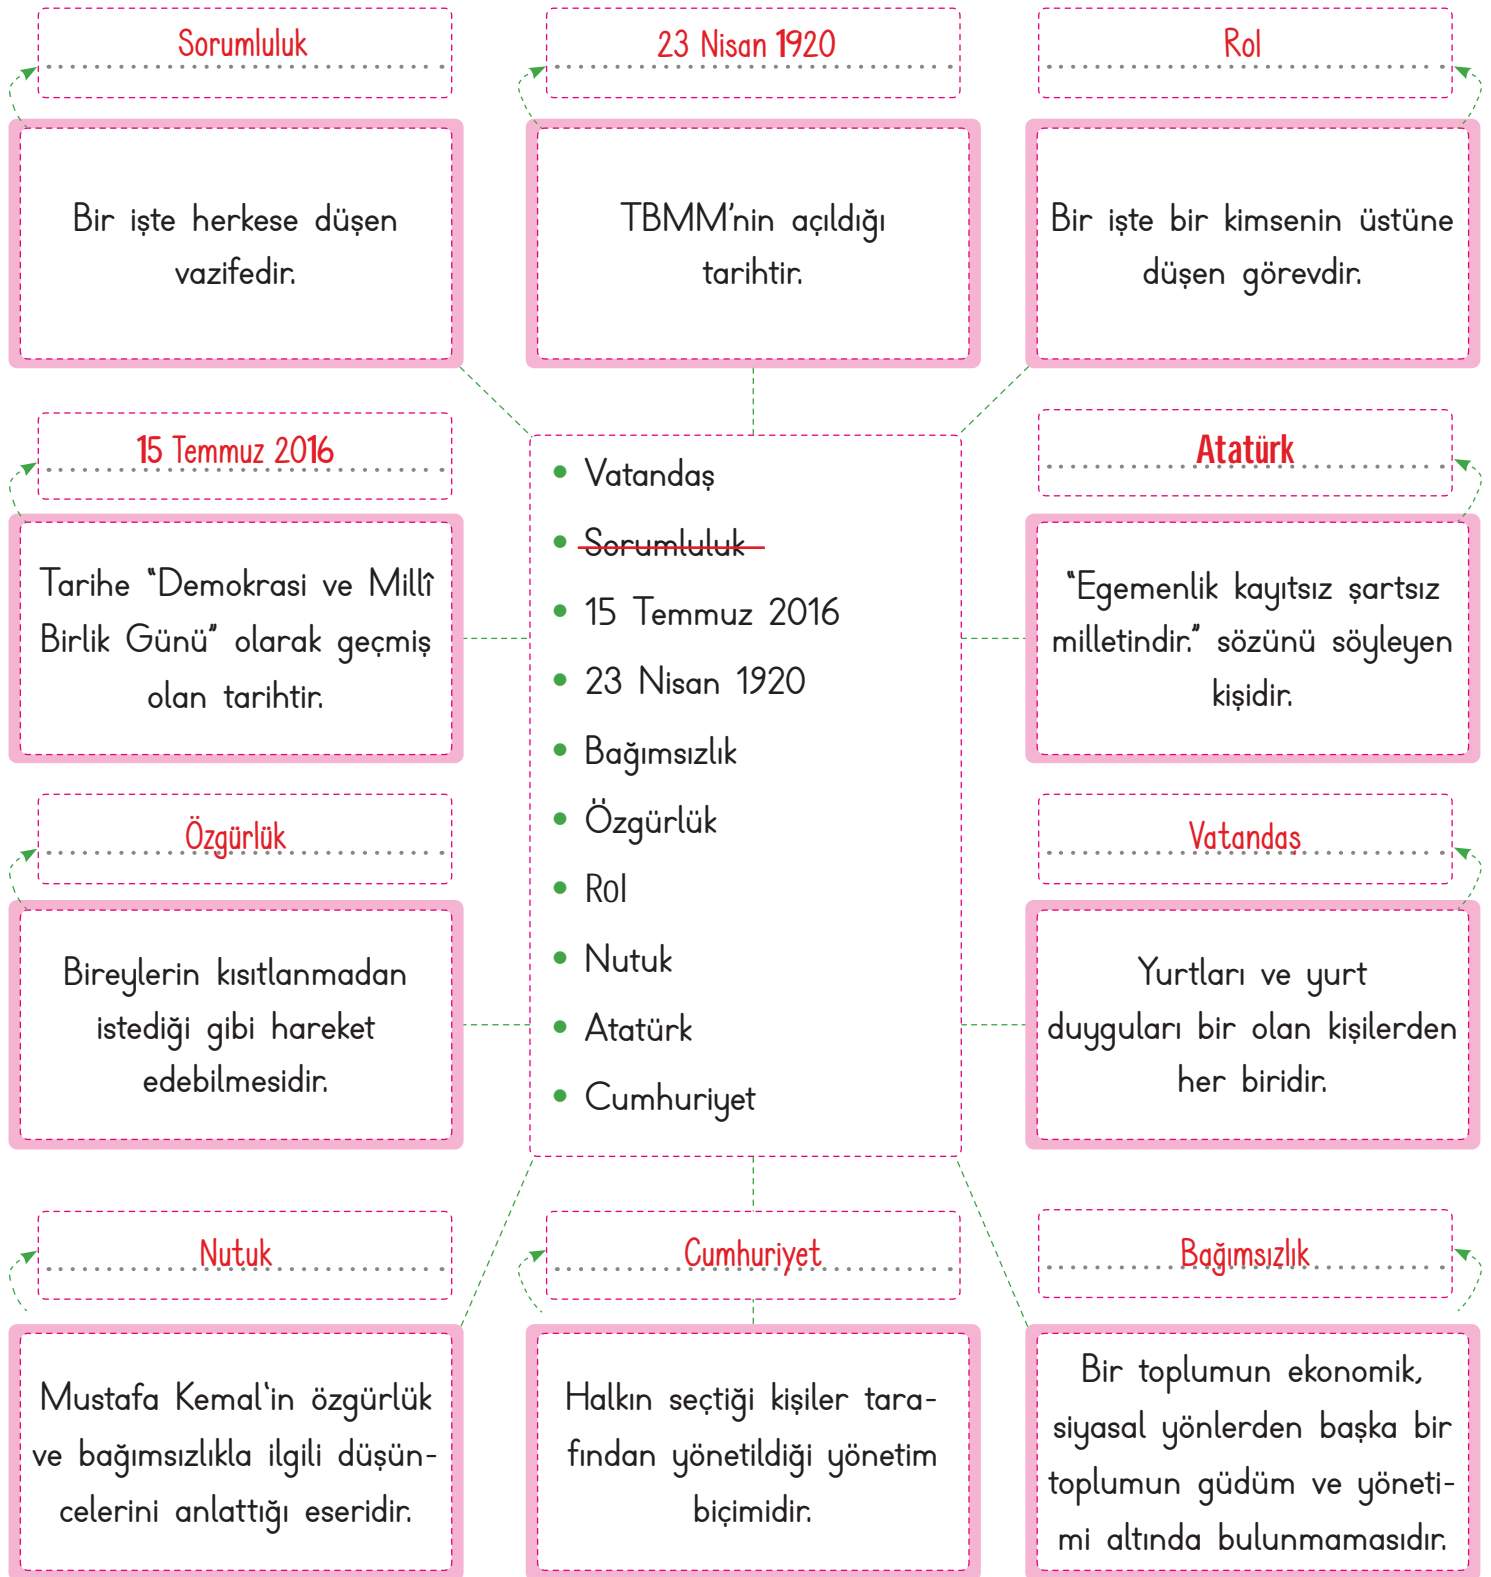 Sorumluluk
23 Nisan 1920
Rol
Bir işte herkese düşen
vazifedir.
TBMM'nin açıldığı
tarihtir.
Bir işte bir kimsenin üstüne
düşen görevdir.
15 Temmuz 2016
Tarihe "Demokrasi ve Millî
Birlik Günü" olarak geçmiş
olan tarihtir.
• Vatandaş
• Sorumluluk
• 15 Temmuz 2016
• 23 Nisan 1920
• Bağımsızlık
• Özgürlük
• Rol
• Nutuk
• Atatürk
• Cumhuriyet
Atatürk
"Egemenlik kayıtsız şartsız
milletindir." sözünü söyleyen
kişidir.
Özgürlük
Bireylerin kısıtlanmadan
istediği gibi hareket
edebilmesidir.
Vatandaş
Yurtları ve yurt
duyguları bir olan kişilerden
her biridir.
Nutuk
Mustafa Kemal'in özgürlük
ve bağımsızlıkla ilgili düşün-
celerini anlattığı eseridir.
Cumhuriyet
Halkın seçtiği kişiler tara-
fından yönetildiği yönetim
biçimidir.
Bağımsızlık
Bir toplumun ekonomik,
siyasal yönlerden başka bir
toplumun güdüm ve yöneti-
mi altında bulunmamasıdır.